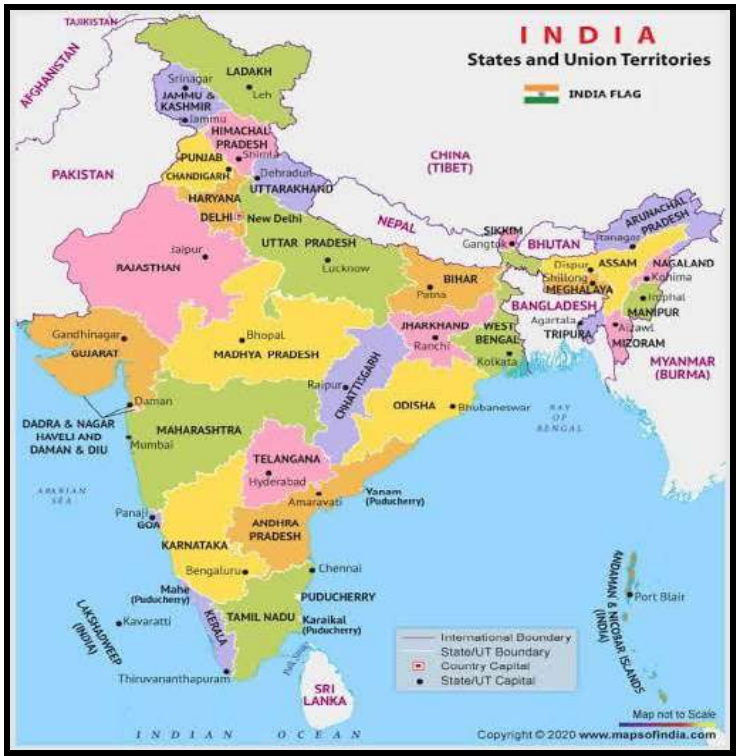 INDIA
States and Union Territories
INDIA FLAG
TAJIKISTAN
AFGHANISTAN
PAKISTAN
CHINA
(TIBET)
NEPAL
BHUTAN
BANGLADESH
MYANMAR
(BURMA)
SRI
LANKA
LADAKH
Leh
Srinagar
JAMMU &
KASHMIR
Jammu
HIMACHAL
PRADESH
Shimla
PUNJAB
CHANDIGARH
Dehradun
UTTARAKHAND
HARYANA
DELHI
New Delhi
UTTAR PRADESH
Lucknow
Jaipur
RAJASTHAN
BIHAR
Patna
SIKKIM
Gangtok
ARUNACHAL
PRADESH
Itanagar
Dispur
ASSAM
NAGALAND
Kohima
Shillong
MEGHALAYA
Imphal
MANIPUR
Agartala
TRIPURA
Aizawl
MIZORAM
Gandhinagar
GUJARAT
Bhopal
MADHYA PRADESH
JHARKHAND
Ranchi
WEST
BENGAL
Kolkata
Raipur
CHHATTISGARH
ODISHA
Bhubaneswar
BAY
OF
BENGAL
Daman
DADRA & NAGAR
HAVELI AND
DAMAN & DIU
MAHARASHTRA
Mumbai
TELANGANA
Hyderabad
ARABIAN
SEA
Amaravati
Yanam
(Puducherry)
Panaji
GOA
ANDHRA
PRADESH
KARNATAKA
Bengaluru
Chennai
Mahe
(Puducherry)
PUDUCHERRY
TAMIL NADU
Karaikal
(Puducherry)
KERALA
LAKSHADWEEP
(INDIA)
Kavaratti
Thiruvananthapuram
Palk Strait
ANDAMAN & NICOBAR ISLANDS
(INDIA)
Port Blair
International Boundary
State/UT Boundary
Country Capital
State/UT Capital
INDIAN OCEAN
Map not to Scale
Copyright © 2020 www.mapsofindia.com